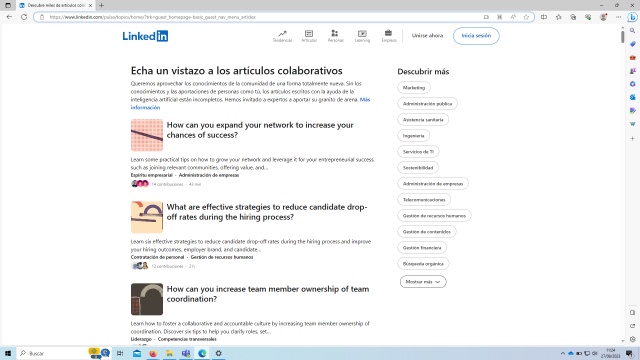 Descubre miles de artículos colabo
https://www.linkedin.com/pulse/topics/home/?trk=guest_homepage-basic_guest_nav_menu_articles
LinkedIn
Tendencias
Artículos
Personas
Learning
Empleos
Unirse ahora
Inicia sesión
Echa un vistazo a los artículos colaborativos
Queremos aprovechar los conocimientos de la comunidad de una forma totalmente nueva. Sin los
conocimientos y las aportaciones de personas como tú, los artículos escritos con la ayuda de la
inteligencia artificial están incompletos. Hemos invitado a expertos a aportar su granito de arena. Más
información
How can you expand your network to increase your
chances of success?
Learn some practical tips on how to grow your network and leverage it for your entrepreneurial success,
such as joining relevant communities, offering value, and...
Espíritu empresarial • Administración de empresas
14 contribuciones • 43 min
What are effective strategies to reduce candidate drop-
off rates during the hiring process?
Learn six effective strategies to reduce candidate drop-off rates during the hiring process and improve
your hiring outcomes, employer brand, and candidate...
Contratación de personal • Gestión de recursos humanos
13 contribuciones • 3 h
How can you increase team member ownership of team
coordination?
Learn how to foster a collaborative and accountable culture by increasing team member ownership of
coordination. Discover six tips to help you clarify roles, set...
Liderazgo • Competencias transversales
Descubrir más
Marketing
Administración pública
Asistencia sanitaria
Ingeniería
Servicios de TI
Sostenibilidad
Administración de empresas
Telecomunicaciones
Gestión de recursos humanos
Gestión de contenidos
Gestión financiera
Búsqueda orgánica
Mostrar más
Buscar
11:24
27/09/2023